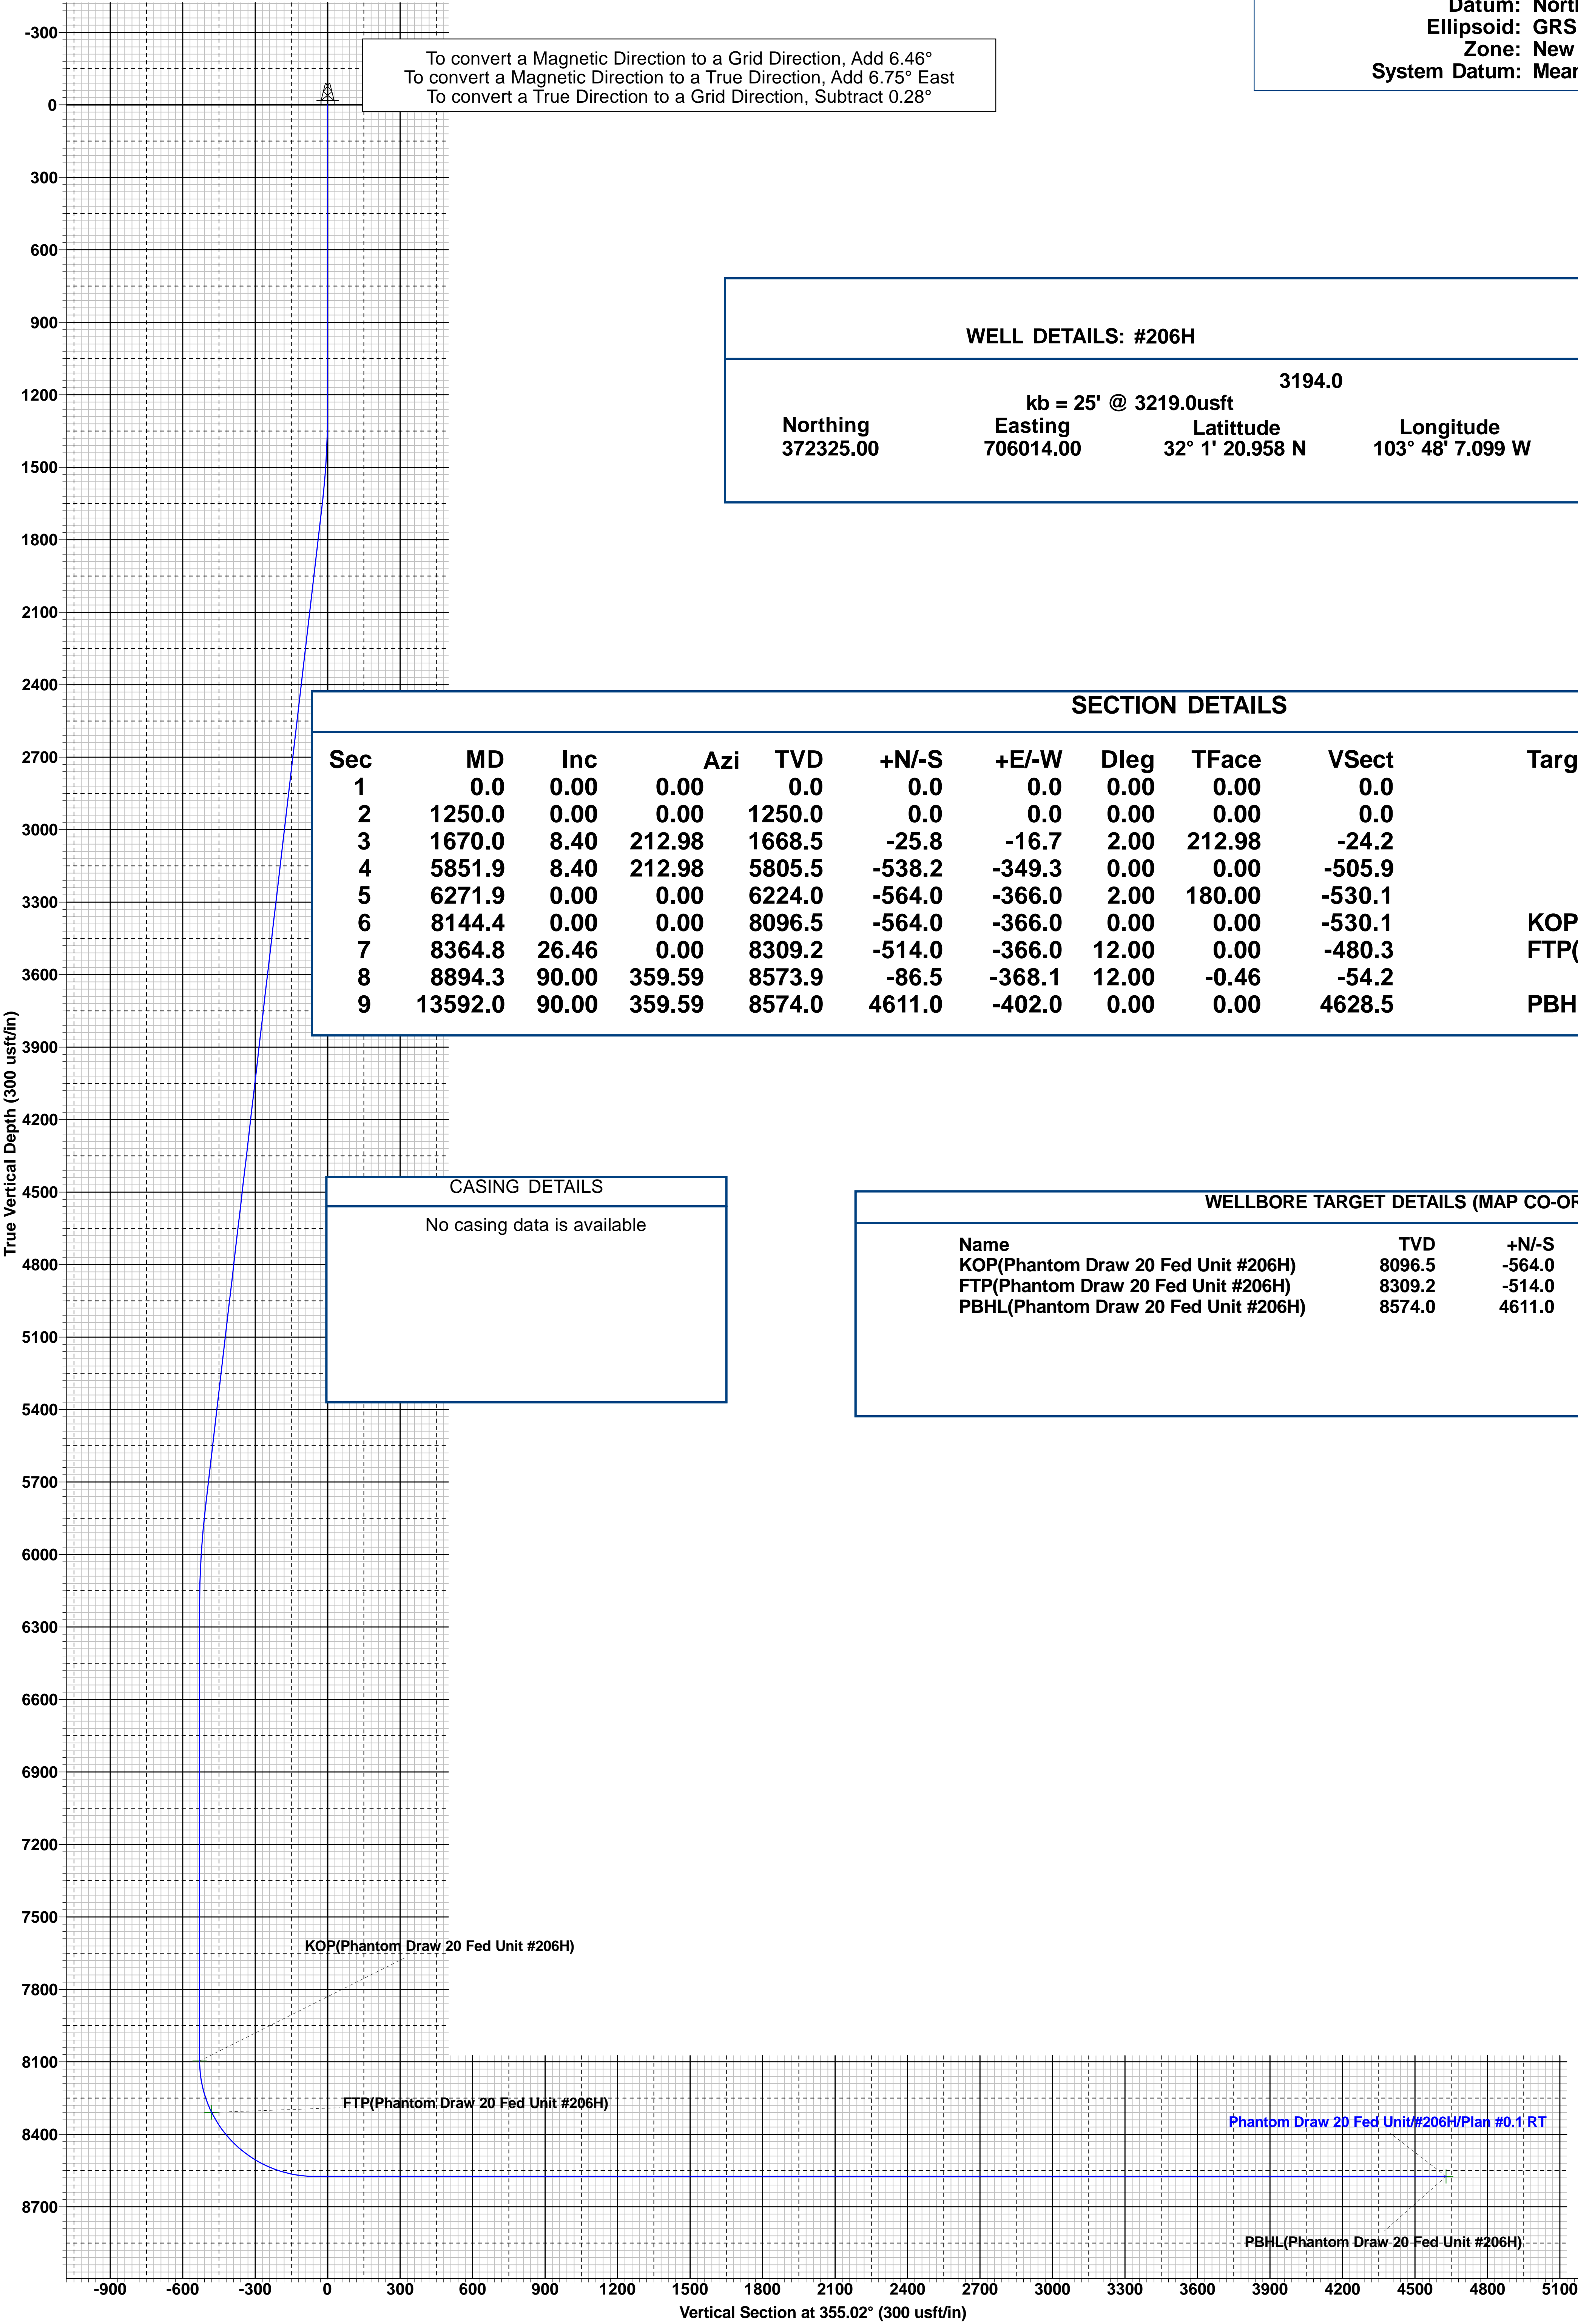 Datum: North
Ellipsoid: GRS
Zone: New
System Datum: Mean
To convert a Magnetic Direction to a Grid Direction, Add 6.46°
To convert a Magnetic Direction to a True Direction, Add 6.75° East
To convert a True Direction to a Grid Direction, Subtract 0.28°
WELL DETAILS: #206H
3194.0
kb = 25' @ 3219.0usft
Northing Easting Latittude Longitude
372325.00 706014.00 32° 1' 20.958 N 103° 48' 7.099 W
SECTION DETAILS
Sec MD Inc Azi TVD +N/-S +E/-W Dleg TFace VSect Targ
1 0.0 0.00 0.00 0.0 0.0 0.0 0.00 0.00 0.0
2 1250.0 0.00 0.00 1250.0 0.0 0.0 0.00 0.00 0.0
3 1670.0 8.40 212.98 1668.5 -25.8 -16.7 2.00 212.98 -24.2
4 5851.9 8.40 212.98 5805.5 -538.2 -349.3 0.00 0.00 -505.9
5 6271.9 0.00 0.00 6224.0 -564.0 -366.0 2.00 180.00 -530.1
6 8144.4 0.00 0.00 8096.5 -564.0 -366.0 0.00 0.00 -530.1 KOP
7 8364.8 26.46 0.00 8309.2 -514.0 -366.0 12.00 0.00 -480.3 FTP(
8 8894.3 90.00 359.59 8573.9 -86.5 -368.1 12.00 -0.46 -54.2
9 13592.0 90.00 359.59 8574.0 4611.0 -402.0 0.00 0.00 4628.5 PBH
CASING DETAILS
No casing data is available
WELLBORE TARGET DETAILS (MAP CO-OR
Name TVD +N/-S
KOP(Phantom Draw 20 Fed Unit #206H) 8096.5 -564.0
FTP(Phantom Draw 20 Fed Unit #206H) 8309.2 -514.0
PBHL(Phantom Draw 20 Fed Unit #206H) 8574.0 4611.0
True Vertical Depth (300 usft/in)
-300
0
300
600
900
1200
1500
1800
2100
2400
2700
3000
3300
3600
3900
4200
4500
4800
5100
5400
5700
6000
6300
6600
6900
7200
7500
7800
8100
8400
8700
KOP(Phantom Draw 20 Fed Unit #206H)
FTP(Phantom Draw 20 Fed Unit #206H)
Phantom Draw 20 Fed Unit/#206H/Plan #0.1 RT
PBHL(Phantom Draw 20 Fed Unit #206H)
-900 -600 -300 0 300 600 900 1200 1500 1800 2100 2400 2700 3000 3300 3600 3900 4200 4500 4800 5100
Vertical Section at 355.02° (300 usft/in)